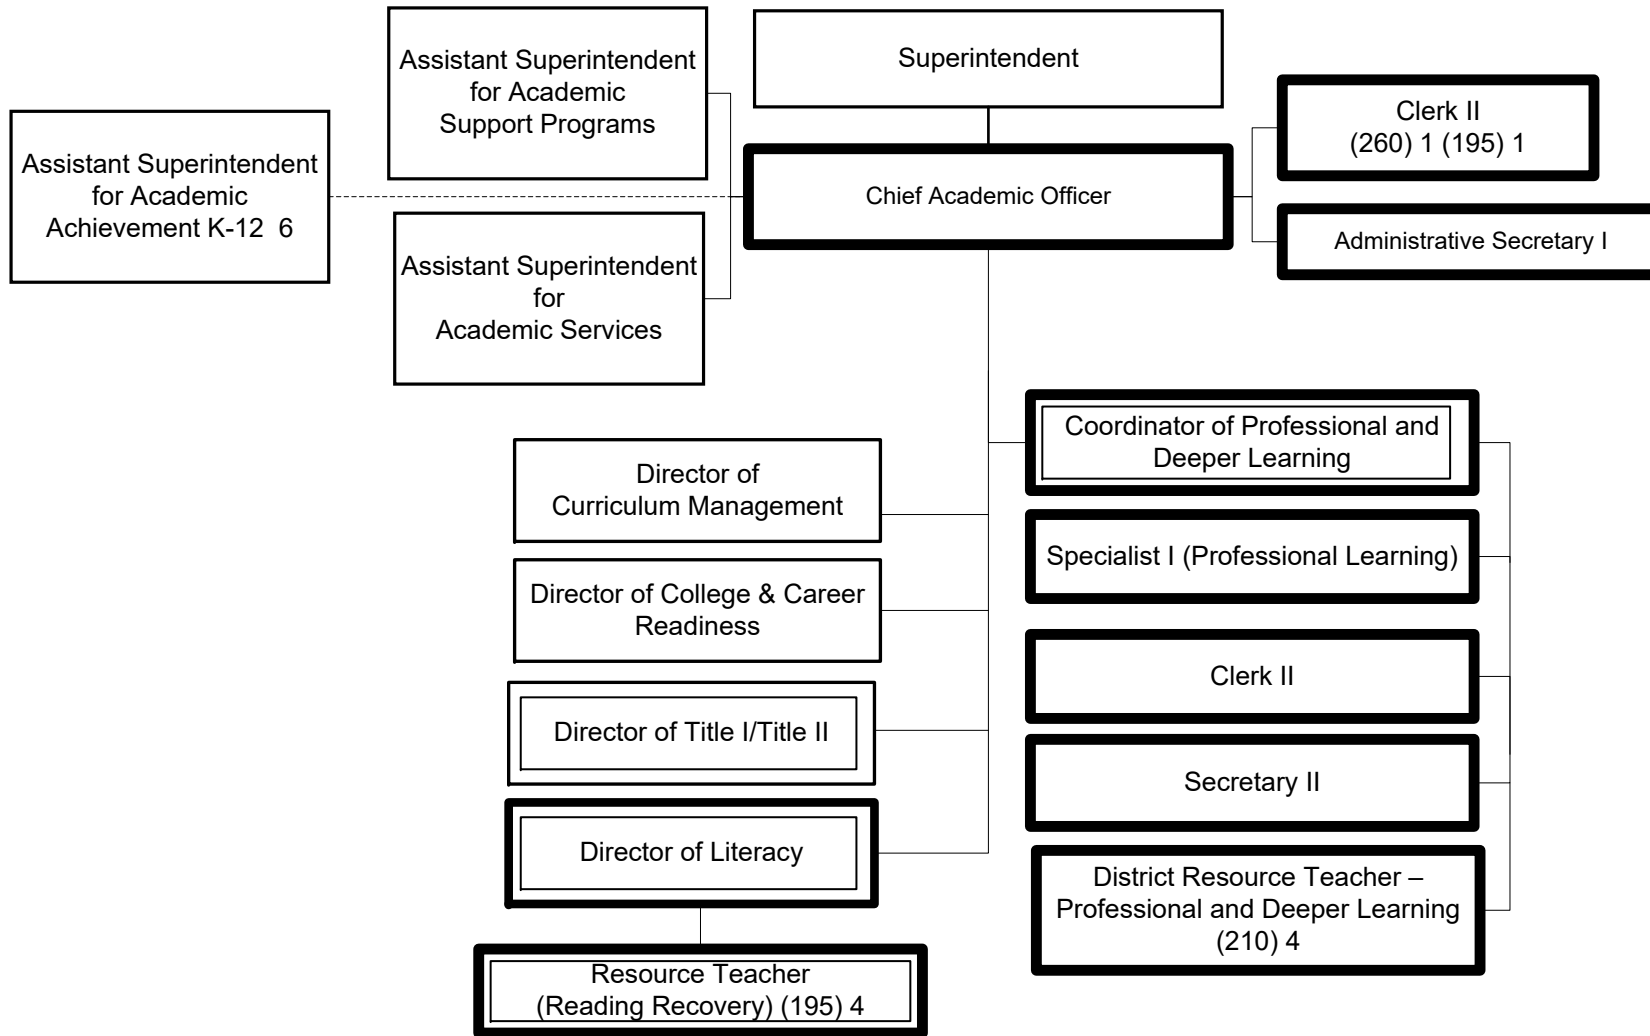 Superintendent
Assistant Superintendent
for Academic
Support Programs
Clerk II
(260) 1 (195) 1
Assistant Superintendent
for Academic
Achievement K-12  6
Chief Academic Officer
Administrative Secretary I
Assistant Superintendent
for
Academic Services
Coordinator of Professional and
Deeper Learning
Director of
Curriculum Management
Specialist I (Professional Learning)
Director of College & Career
Readiness
Clerk II
Director of Title I/Title II
Secretary II
Director of Literacy
District Resource Teacher –
Professional and Deeper Learning
(210) 4
Resource Teacher
(Reading Recovery) (195) 4